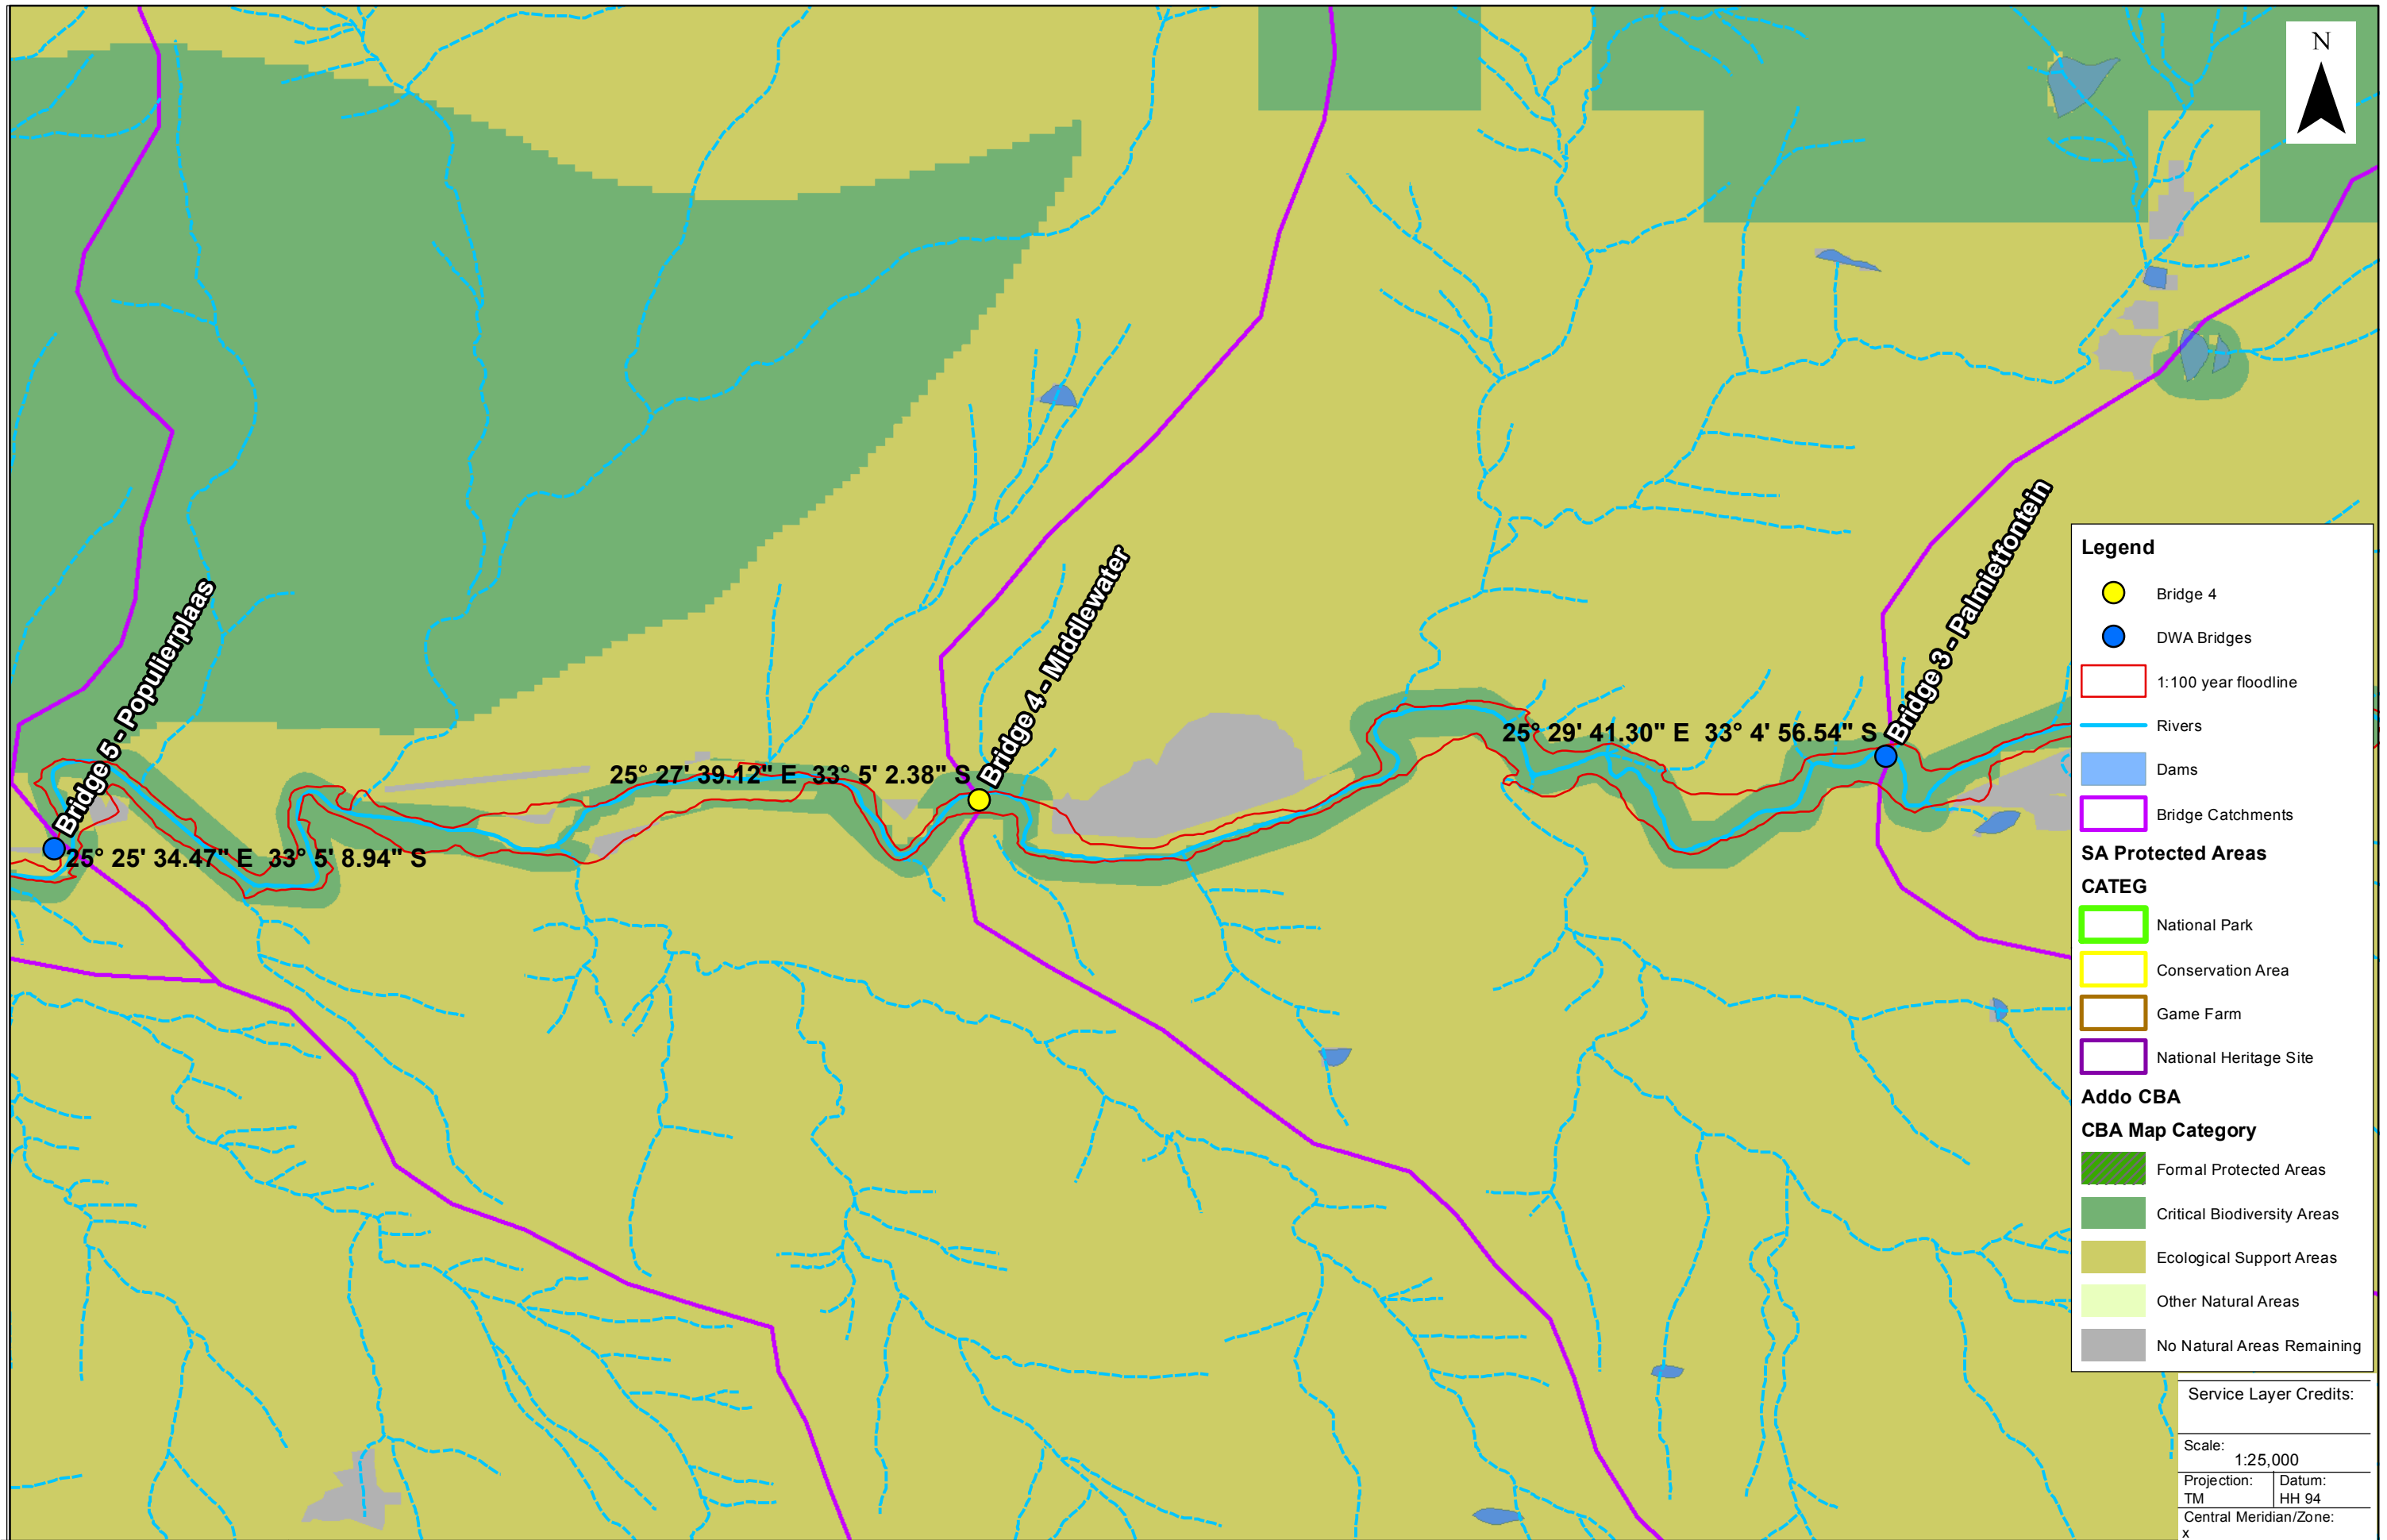 N
Bridge 5 - Populierplaas
25° 25' 34.47" E 33° 5' 8.94" S
Bridge 4 - Middlewater
25° 27' 39.12" E 33° 5' 2.38" S
Bridge 3 - Palmietfontein
25° 29' 41.30" E 33° 4' 56.54" S
Legend
Bridge 4
DWA Bridges
1:100 year floodline
Rivers
Dams
Bridge Catchments
SA Protected Areas
CATEG
National Park
Conservation Area
Game Farm
National Heritage Site
Addo CBA
CBA Map Category
Formal Protected Areas
Critical Biodiversity Areas
Ecological Support Areas
Other Natural Areas
No Natural Areas Remaining
Service Layer Credits:
Scale:
1:25,000
Projection: Datum:
TM HH 94
Central Meridian/Zone:
x